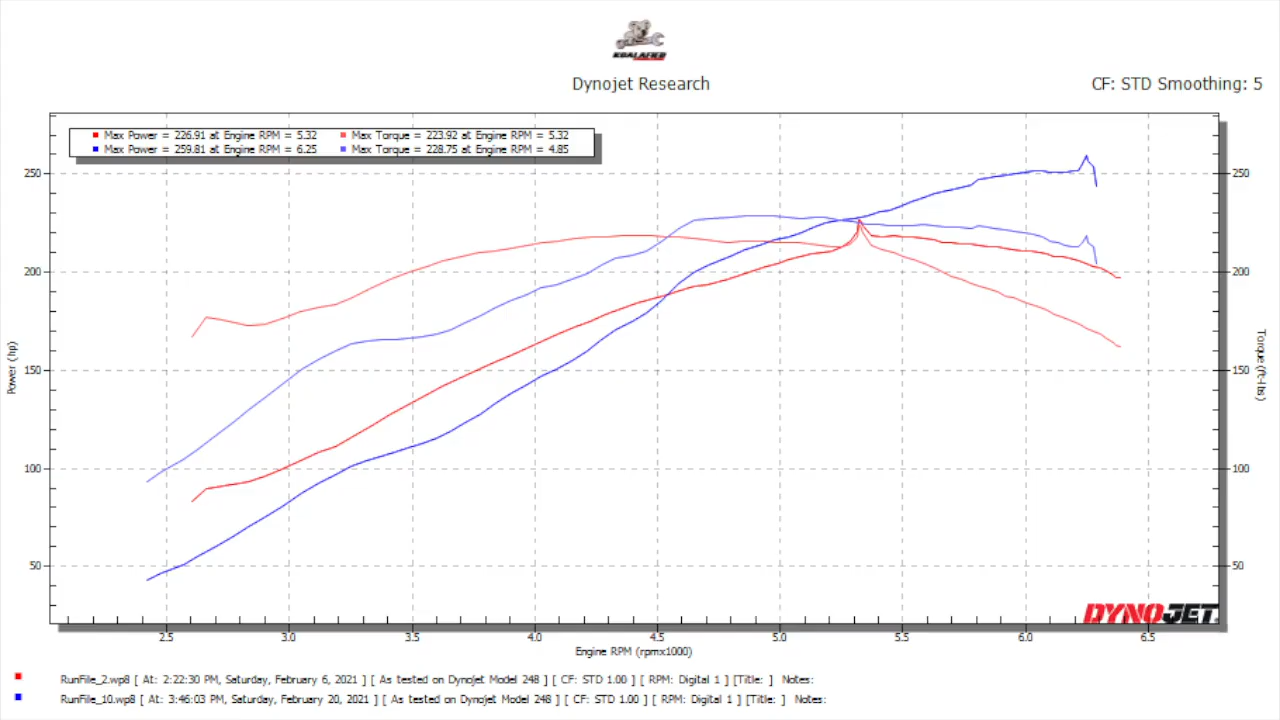 KOALAFIED
Dynojet Research
CF: STD Smoothing: 5
Max Power = 226.91 at Engine RPM = 5.32 Max Torque = 223.92 at Engine RPM = 5.32
Max Power = 259.81 at Engine RPM = 6.25 Max Torque = 228.75 at Engine RPM = 4.85
250 250
200 200
150 150
100 100
50 50
Power (hp)
Torque (ft-lbs)
DYNOJET
2.5 3.0 3.5 4.0 4.5 5.0 5.5 6.0 6.5
Engine RPM (rpmx1000)
RunFile_2.wp8 [ At: 2:22:30 PM, Saturday, February 6, 2021 ] [ As tested on Dynojet Model 248 ] [ CF: STD 1.00 ] [ RPM: Digital 1 ] [Title: ] Notes:
RunFile_10.wp8 [ At: 3:46:03 PM, Saturday, February 20, 2021 ] [ As tested on Dynojet Model 248 ] [ CF: STD 1.00 ] [ RPM: Digital 1 ] [Title: ] Notes: